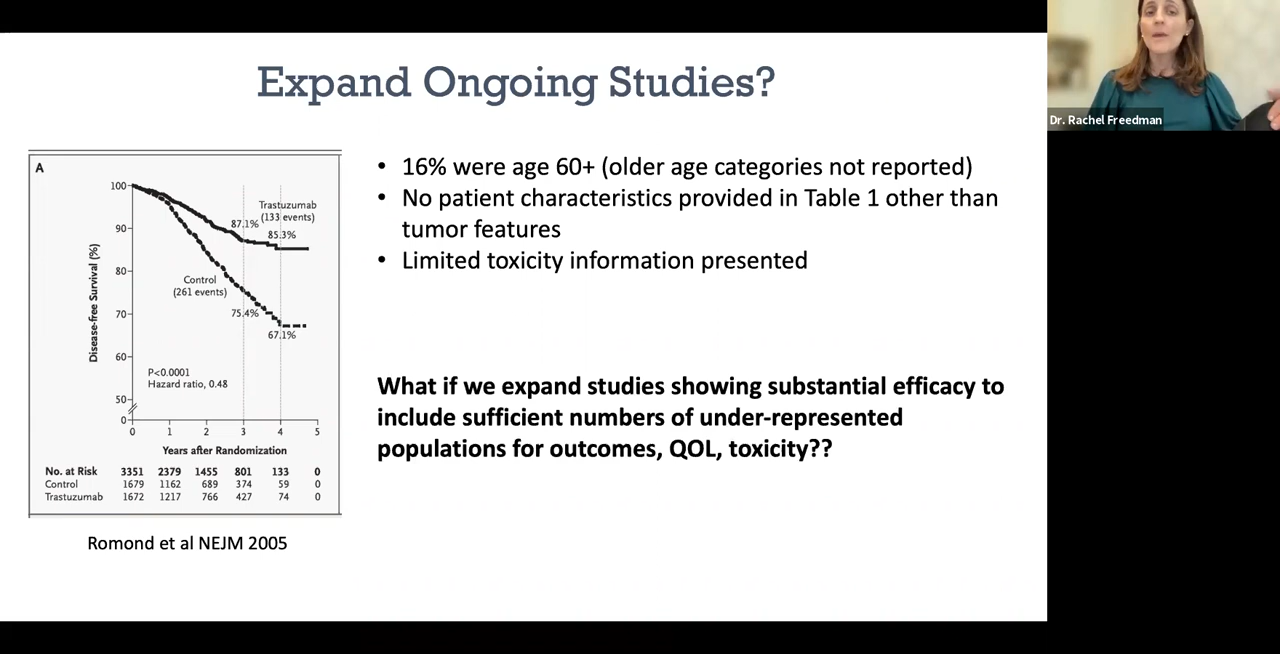 Expand Ongoing Studies?
Dr. Rachel Freedman
A
100
90
80
70
60
50
0
Disease-free Survival (%)
Trastuzumab
(133 events)
87.1%
85.3%
Control
(261 events)
75.4%
67.1%
P<0.0001
Hazard ratio, 0.48
0 1 2 3 4 5
Years after Randomization
No. at Risk 3351 2379 1455 801 133 0
Control 1679 1162 689 374 59 0
Trastuzumab 1672 1217 766 427 74 0
Romond et al NEJM 2005
• 16% were age 60+ (older age categories not reported)
• No patient characteristics provided in Table 1 other than
tumor features
• Limited toxicity information presented
What if we expand studies showing substantial efficacy to
include sufficient numbers of under-represented
populations for outcomes, QOL, toxicity??